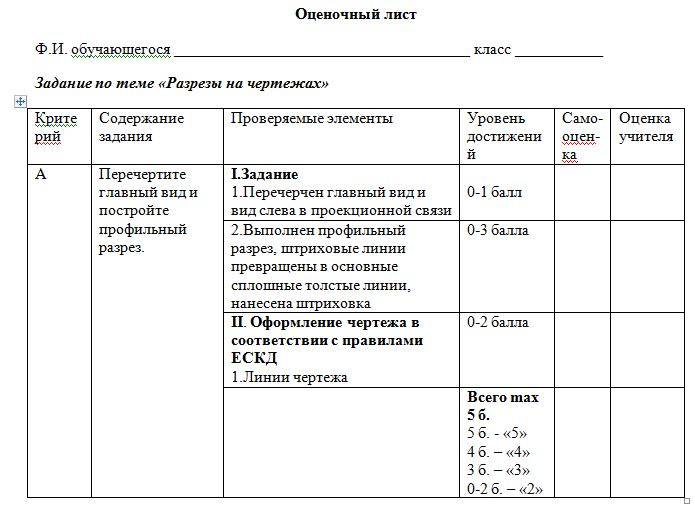 Оценочный лист
Ф.И. обучающегося ______________________________________ класс ___________
Задание по теме «Разрезы на чертежах»
Крите
рий
Содержание
задания
Проверяемые элементы
Уровень
достижени
й
Само-
оцен-
ка
Оценка
учителя
А
Перечертите
главный вид и
постройте
профильный
разрез.
I.Задание
1.Перечерчен главный вид и
вид слева в проекционной связи
0-1 балл
2.Выполнен профильный
разрез, штриховые линии
превращены в основные
сплошные толстые линии,
нанесена штриховка
0-3 балла
II. Оформление чертежа в
соответствии с правилами
ЕСКД
1.Линии чертежа
0-2 балла
Всего max
5 б.
5 б. - «5»
4 б. – «4»
3 б. – «3»
0-2 б. – «2»